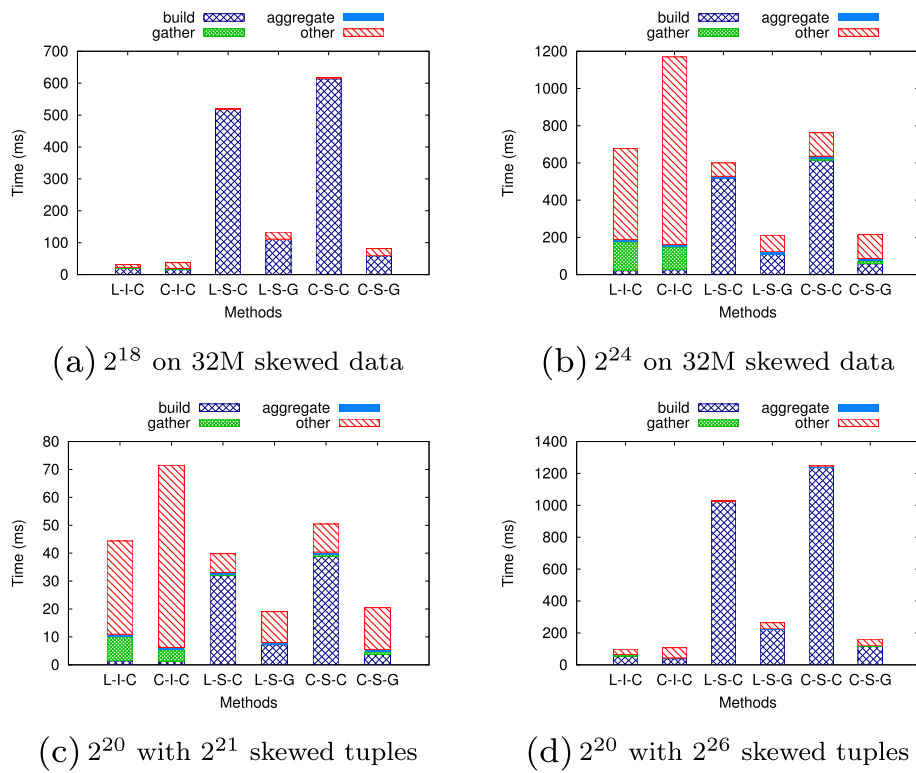 build aggregate
gather other
700
600
500
400
300
200
100
0
Time (ms)
L-I-C C-I-C L-S-C L-S-G C-S-C C-S-G
Methods
(a) 2^18 on 32M skewed data
build aggregate
gather other
1200
1000
800
600
400
200
0
Time (ms)
L-I-C C-I-C L-S-C L-S-G C-S-C C-S-G
Methods
(b) 2^24 on 32M skewed data
build aggregate
gather other
80
70
60
50
40
30
20
10
0
Time (ms)
L-I-C C-I-C L-S-C L-S-G C-S-C C-S-G
Methods
(c) 2^20 with 2^21 skewed tuples
build aggregate
gather other
1400
1200
1000
800
600
400
200
0
Time (ms)
L-I-C C-I-C L-S-C L-S-G C-S-C C-S-G
Methods
(d) 2^20 with 2^26 skewed tuples